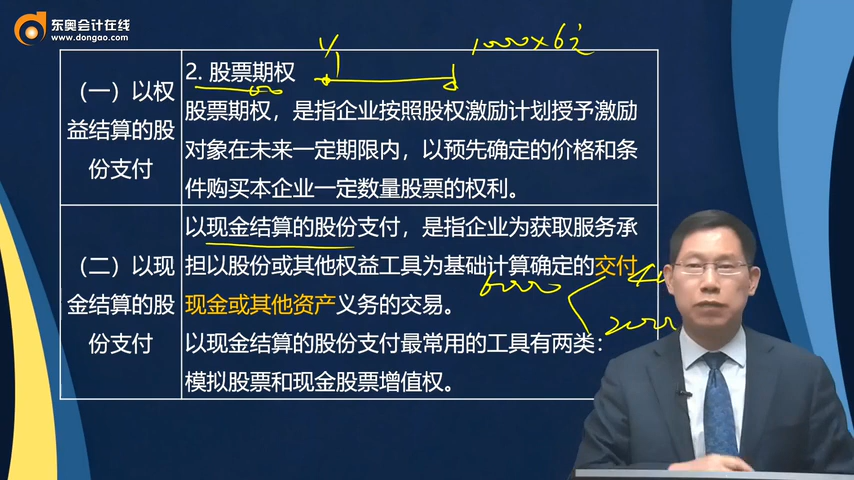 东奥会计在线
www.dongao.com
1/1
1000×6元
（一）以权
益结算的股
份支付
2. 股票期权
股票期权，是指企业按照股权激励计划授予激励
对象在未来一定期限内，以预先确定的价格和条
件购买本企业一定数量股票的权利。
（二）以现
金结算的股
份支付
以现金结算的股份支付，是指企业为获取服务承
担以股份或其他权益工具为基础计算确定的交付
现金或其他资产义务的交易。
以现金结算的股份支付最常用的工具有两类：
模拟股票和现金股票增值权。
6000
2000